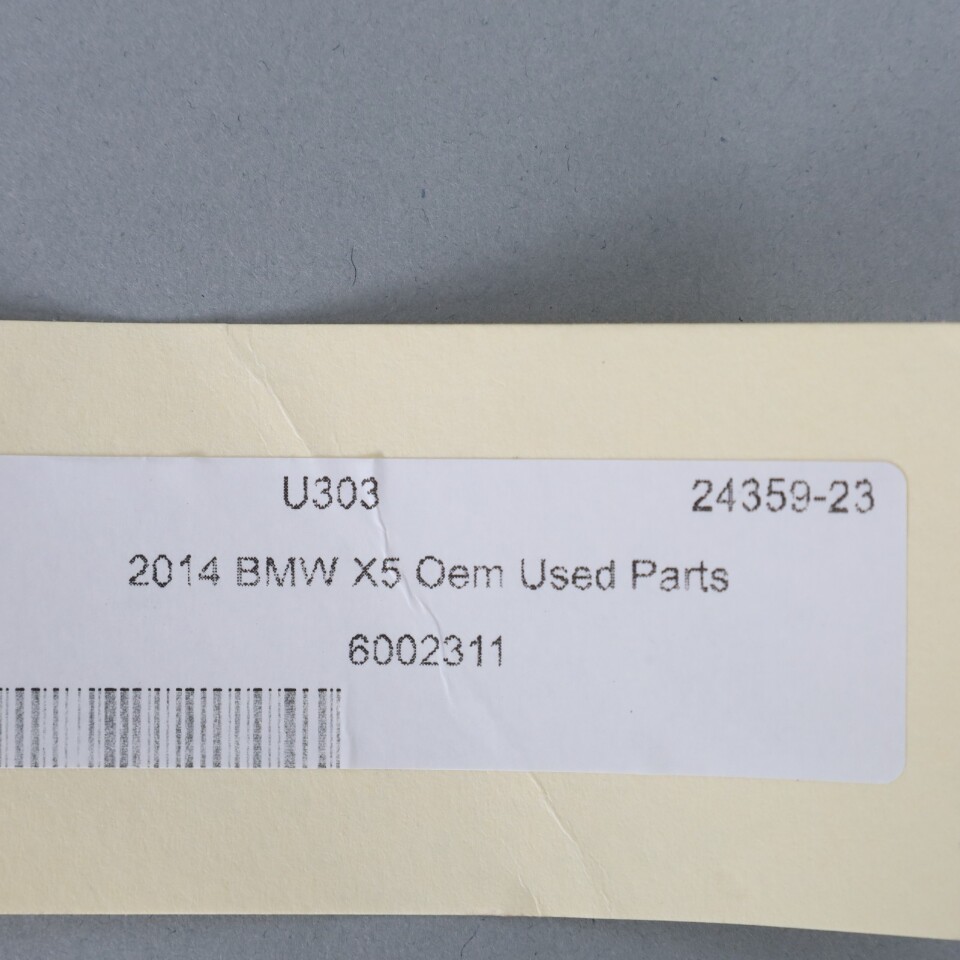 U303 24359-23
2014 BMW X5 Oem Used Parts
6002311